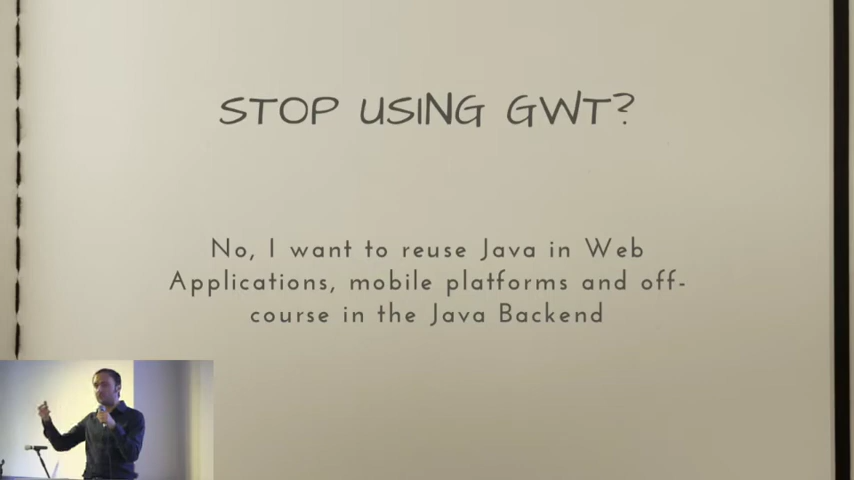 STOP USING GWT?
No, I want to reuse Java in Web
Applications, mobile platforms and off-
course in the Java Backend